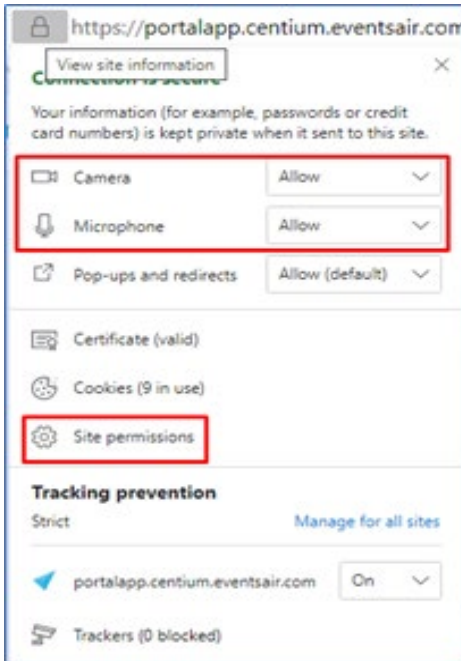 https://portalapp.centium.eventsair.com
View site information
Connection is secure
Your information (for example, passwords or credit
card numbers) is kept private when it sent to this site.
Camera Allow
Microphone Allow
Pop-ups and redirects Allow (default)
Certificate (valid)
Cookies (9 in use)
Site permissions
Tracking prevention
Strict Manage for all sites
portalapp.centium.eventsair.com On
Trackers (0 blocked)